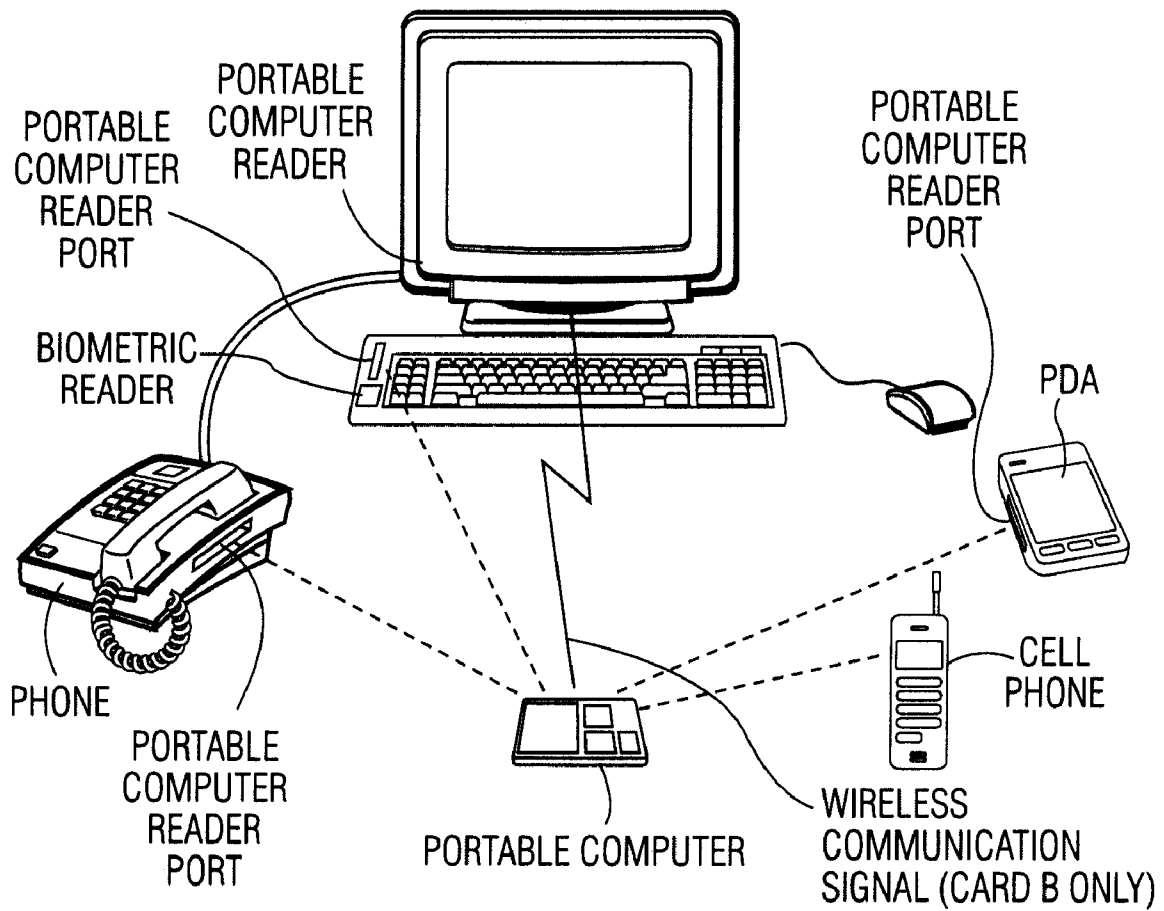 PORTABLE
COMPUTER
READER
PORTABLE
COMPUTER
READER
PORT
PORTABLE
COMPUTER
READER
PORT
BIOMETRIC
READER
PDA
PHONE
CELL
PHONE
PORTABLE
COMPUTER
READER
PORT
PORTABLE COMPUTER
WIRELESS
COMMUNICATION
SIGNAL (CARD B ONLY)